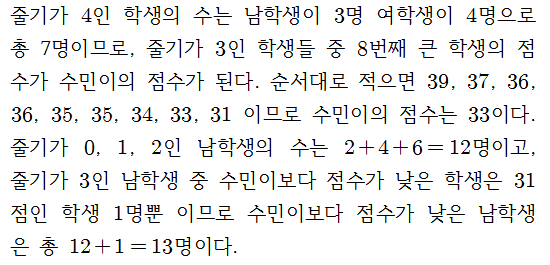 줄기가 4인 학생의 수는 남학생이 3명 여학생이 4명으로
총 7명이므로, 줄기가 3인 학생들 중 8번째 큰 학생의 점
수가 수민이의 점수가 된다. 순서대로 적으면 39, 37, 36,
36, 35, 35, 34, 33, 31 이므로 수민이의 점수는 33이다.
줄기가 0, 1, 2인 남학생의 수는 2+4+6=12명이고,
줄기가 3인 남학생 중 수민이보다 점수가 낮은 학생은 31
점인 학생 1명뿐 이므로 수민이보다 점수가 낮은 남학생
은 총 12+1=13명이다.